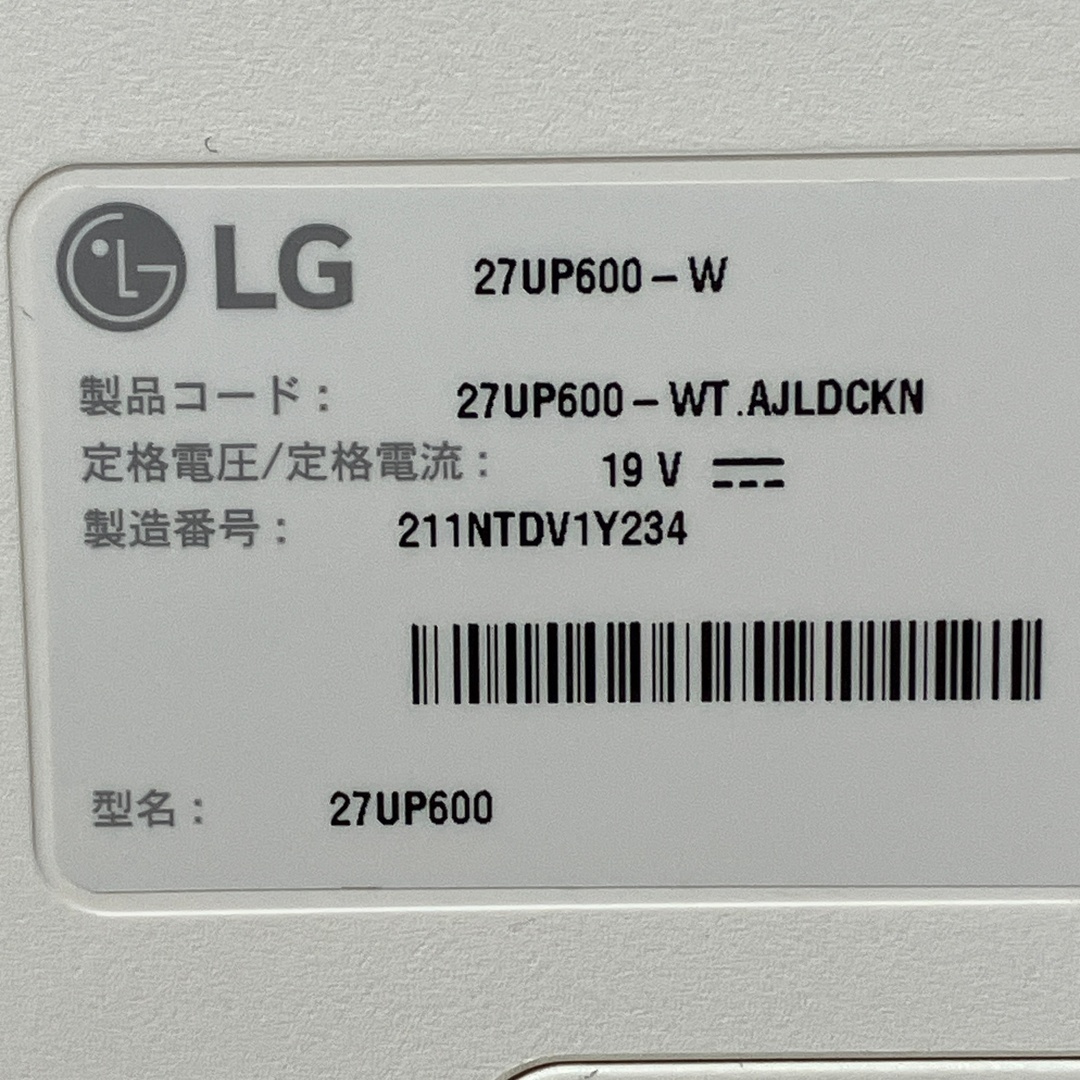 LG 27UP600-W
製品コード: 27UP600-WT.AJLDCKN
定格電圧/定格電流: 19 V ⎓
製造番号: 211NTDV1Y234
型名: 27UP600